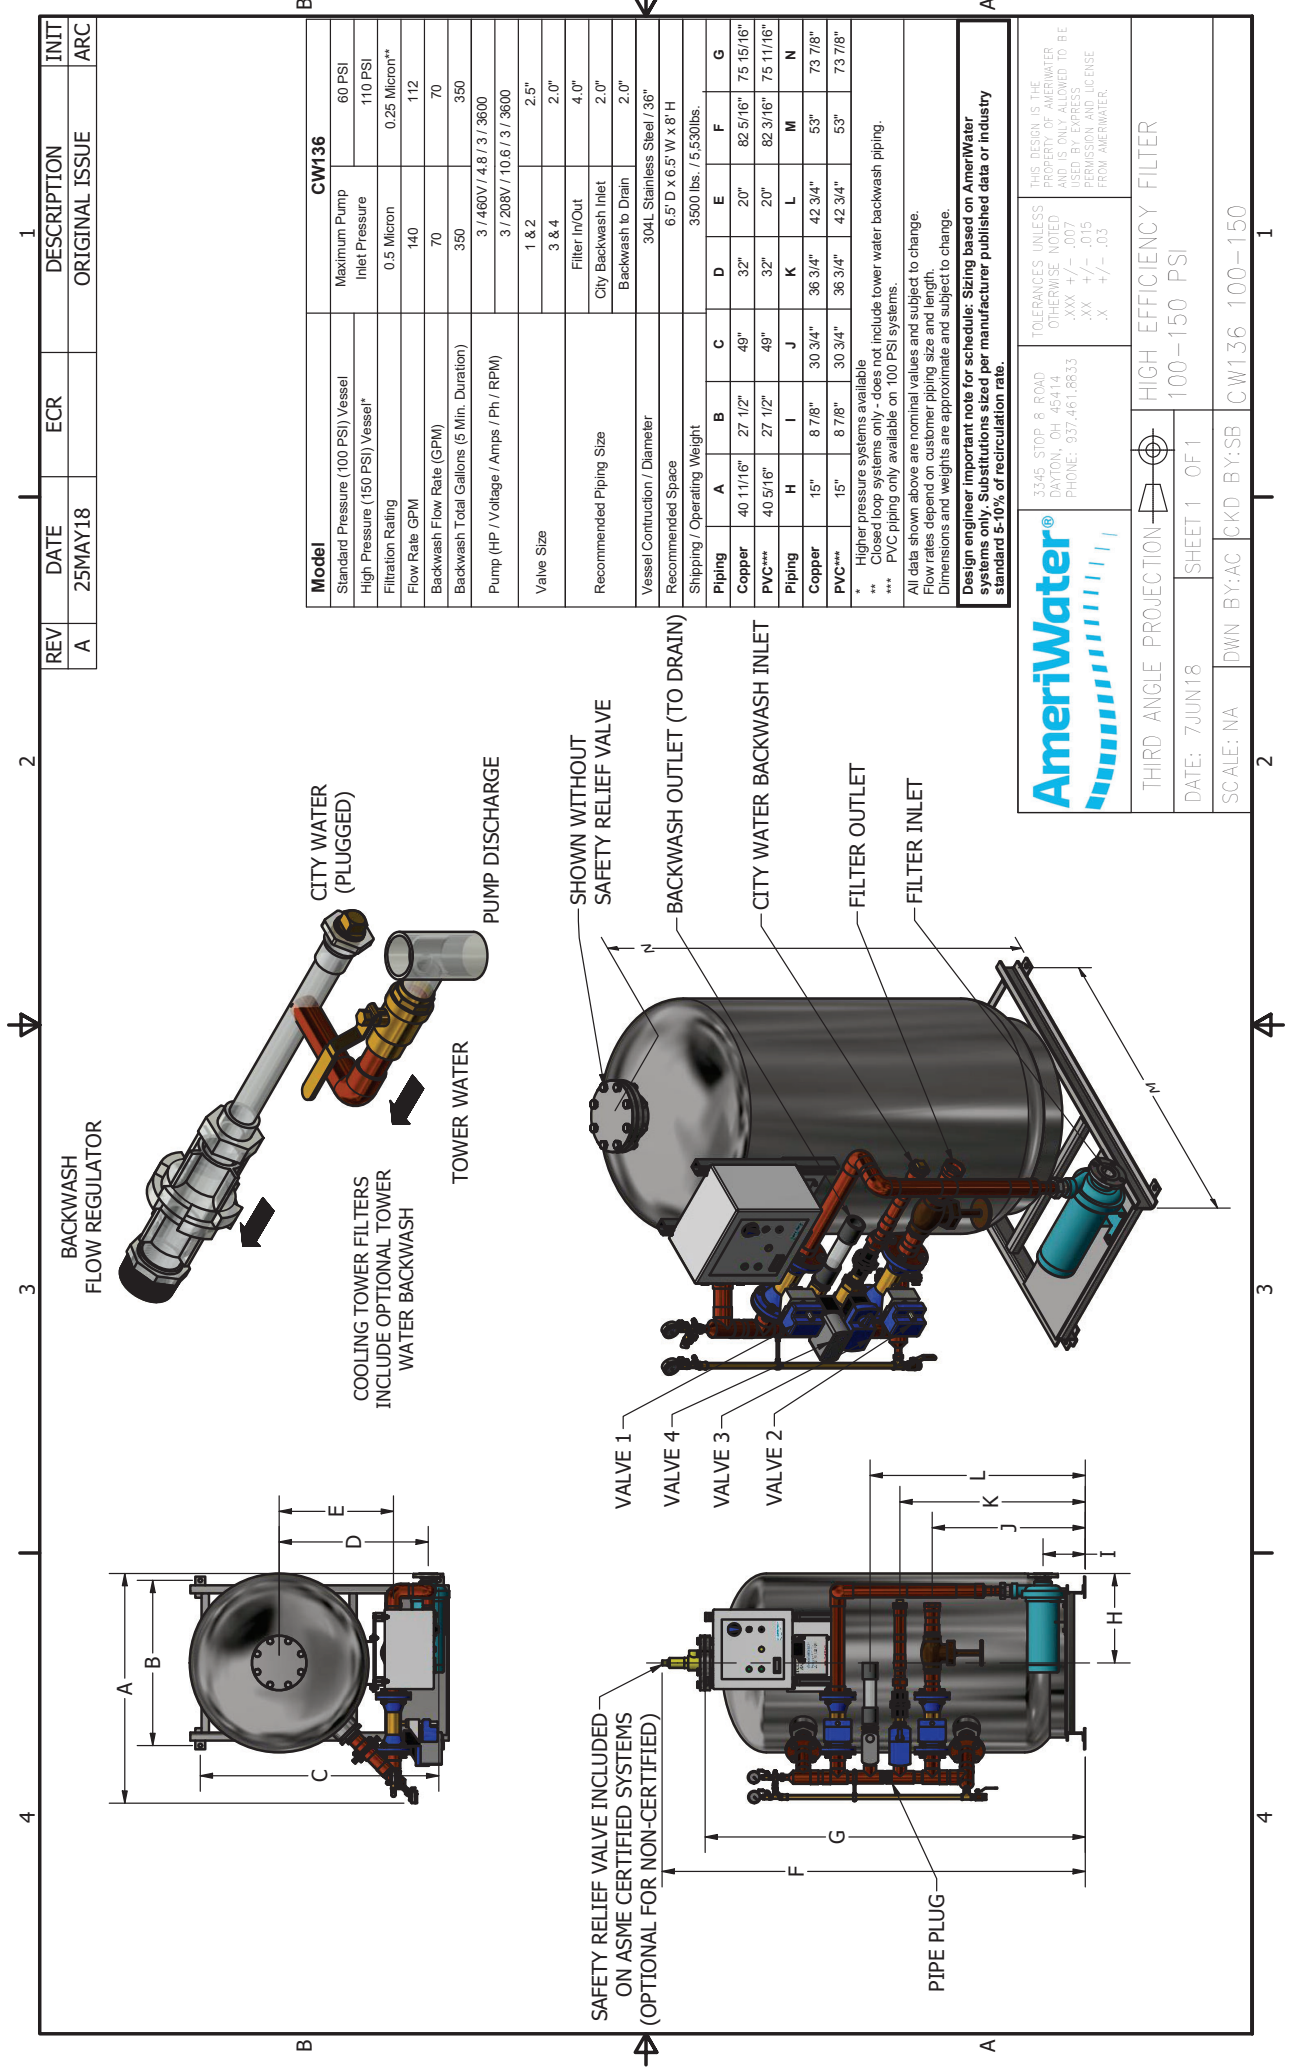 REV DATE ECR DESCRIPTION INIT
A 25MAY18 ORIGINAL ISSUE ARC
4 3 2 1
B B
A A
4 3 2 1
A
B
C
D
E
BACKWASH
FLOW REGULATOR
CITY WATER
(PLUGGED)
COOLING TOWER FILTERS
INCLUDE OPTIONAL TOWER
WATER BACKWASH
TOWER WATER
PUMP DISCHARGE
SAFETY RELIEF VALVE INCLUDED
ON ASME CERTIFIED SYSTEMS
(OPTIONAL FOR NON-CERTIFIED)
PIPE PLUG
F
G
H
I
J
K
L
VALVE 1
VALVE 4
VALVE 3
VALVE 2
SHOWN WITHOUT
SAFETY RELIEF VALVE
BACKWASH OUTLET (TO DRAIN)
CITY WATER BACKWASH INLET
FILTER OUTLET
FILTER INLET
N
M
Model CW136
Standard Pressure (100 PSI) Vessel Maximum Pump 60 PSI
High Pressure (150 PSI) Vessel* Inlet Pressure 110 PSI
Filtration Rating 0.5 Micron 0.25 Micron**
Flow Rate GPM 140 112
Backwash Flow Rate (GPM) 70 70
Backwash Total Gallons (5 Min. Duration) 350 350
Pump (HP / Voltage / Amps / Ph / RPM) 3 / 460V / 4.8 / 3 / 3600
3 / 208V / 10.6 / 3 / 3600
Valve Size 1 & 2 2.5"
3 & 4 2.0"
Recommended Piping Size Filter In/Out 4.0"
City Backwash Inlet 2.0"
Backwash to Drain 2.0"
Vessel Contruction / Diameter 304L Stainless Steel / 36"
Recommended Space 6.5' D x 6.5' W x 8' H
Shipping / Operating Weight 3500 lbs. / 5,530lbs.
Piping A B C D E F G
Copper 40 11/16" 27 1/2" 49" 32" 20" 82 5/16" 75 15/16"
PVC*** 40 5/16" 27 1/2" 49" 32" 20" 82 3/16" 75 11/16"
Piping H I J K L M N
Copper 15" 8 7/8" 30 3/4" 36 3/4" 42 3/4" 53" 73 7/8"
PVC*** 15" 8 7/8" 30 3/4" 36 3/4" 42 3/4" 53" 73 7/8"
* Higher pressure systems available
** Closed loop systems only - does not include tower water backwash piping.
*** PVC piping only available on 100 PSI systems.
All data shown above are nominal values and subject to change.
Flow rates depend on customer piping size and length.
Dimensions and weights are approximate and subject to change.
Design engineer important note for schedule: Sizing based on AmeriWater
systems only. Substitutions sized per manufacturer published data or industry
standard 5-10% of recirculation rate.
AmeriWater®
3345 STOP 8 ROAD
DAYTON, OH 45414
PHONE: 937.461.8833
TOLERANCES UNLESS
OTHERWISE NOTED
.XXX +/- .007
.XX +/- .015
.X +/- .03
THIS DESIGN IS THE
PROPERTY OF AMERIWATER
AND IS ONLY ALLOWED TO BE
USED BY EXPRESS
PERMISSION AND LICENSE
FROM AMERIWATER.
THIRD ANGLE PROJECTION
HIGH EFFICIENCY FILTER
100-150 PSI
DATE: 7JUN18 SHEET1 OF1
SCALE: NA DWN BY:AC CKD BY:SB CW136 100-150